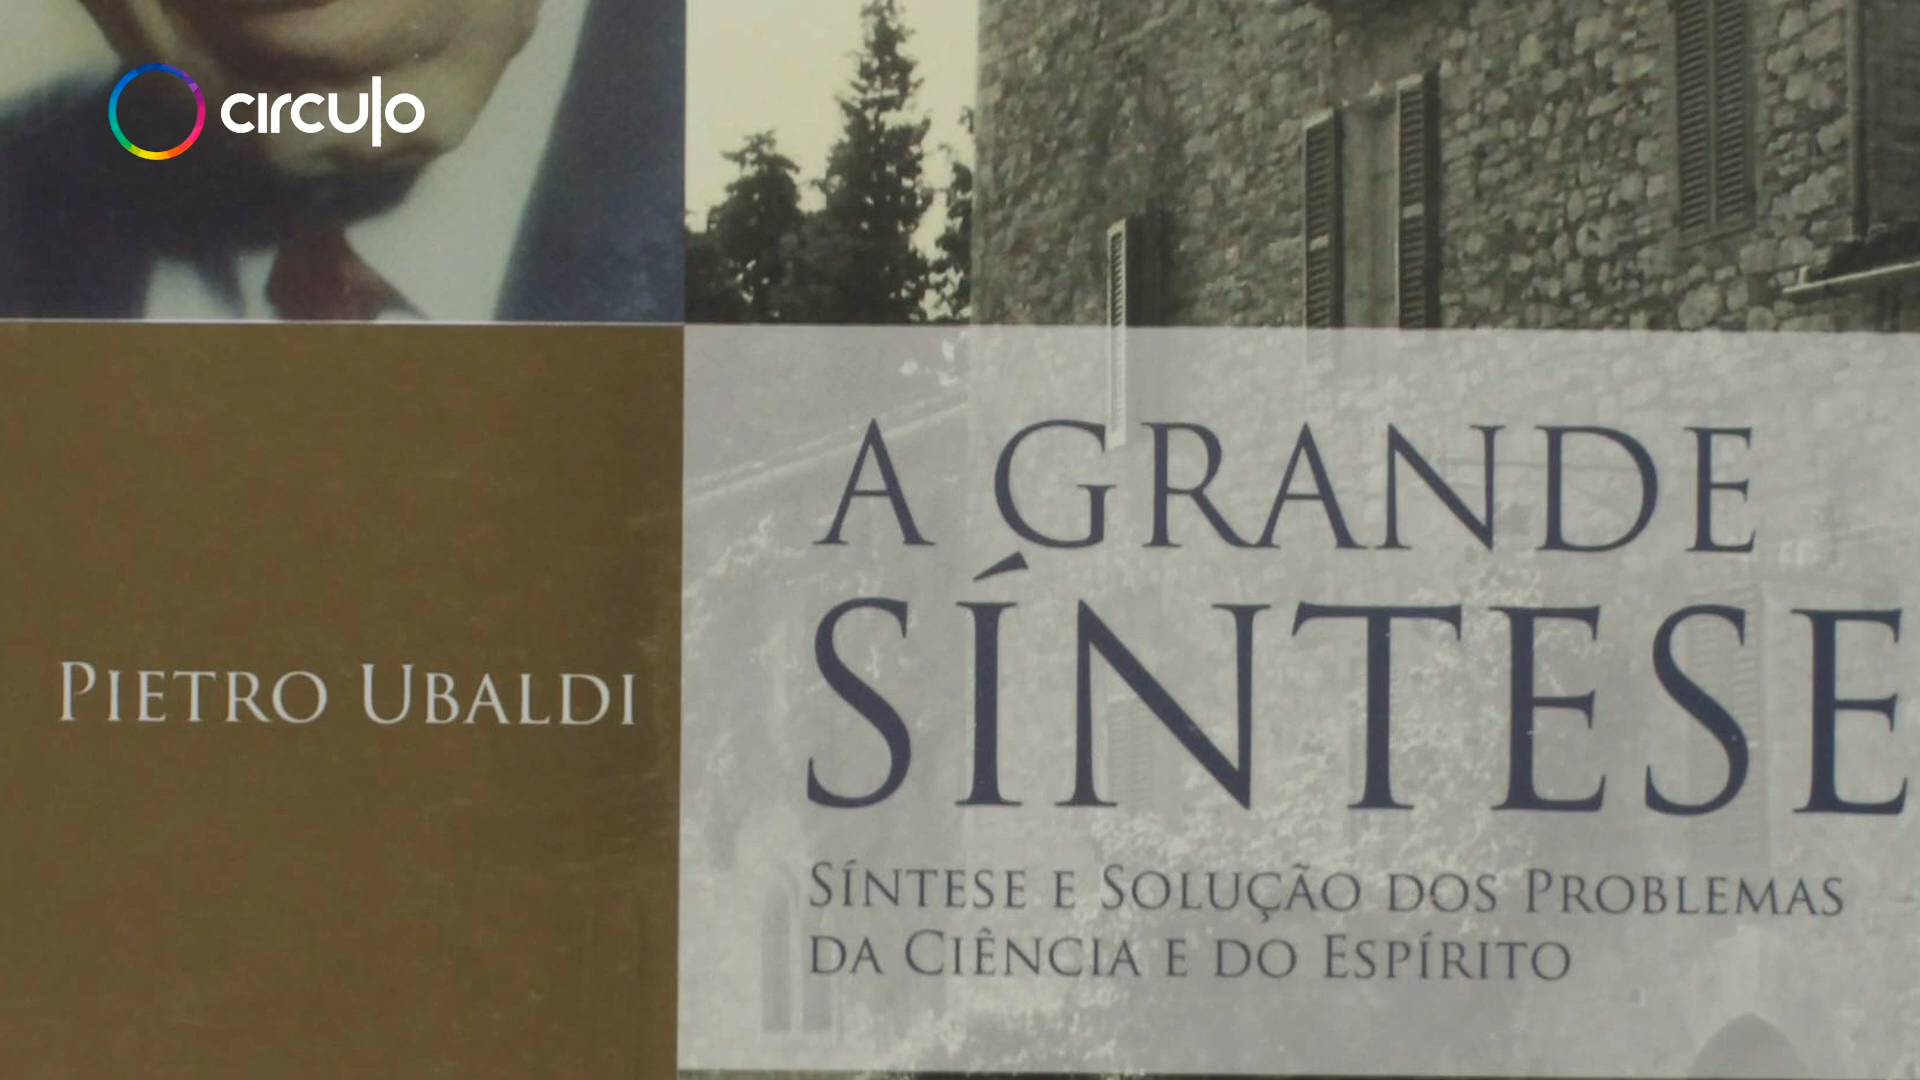 circulo
A GRANDE
SÍNTESE
PIETRO UBALDI
SÍNTESE E SOLUÇÃO DOS PROBLEMAS
DA CIÊNCIA E DO ESPÍRITO